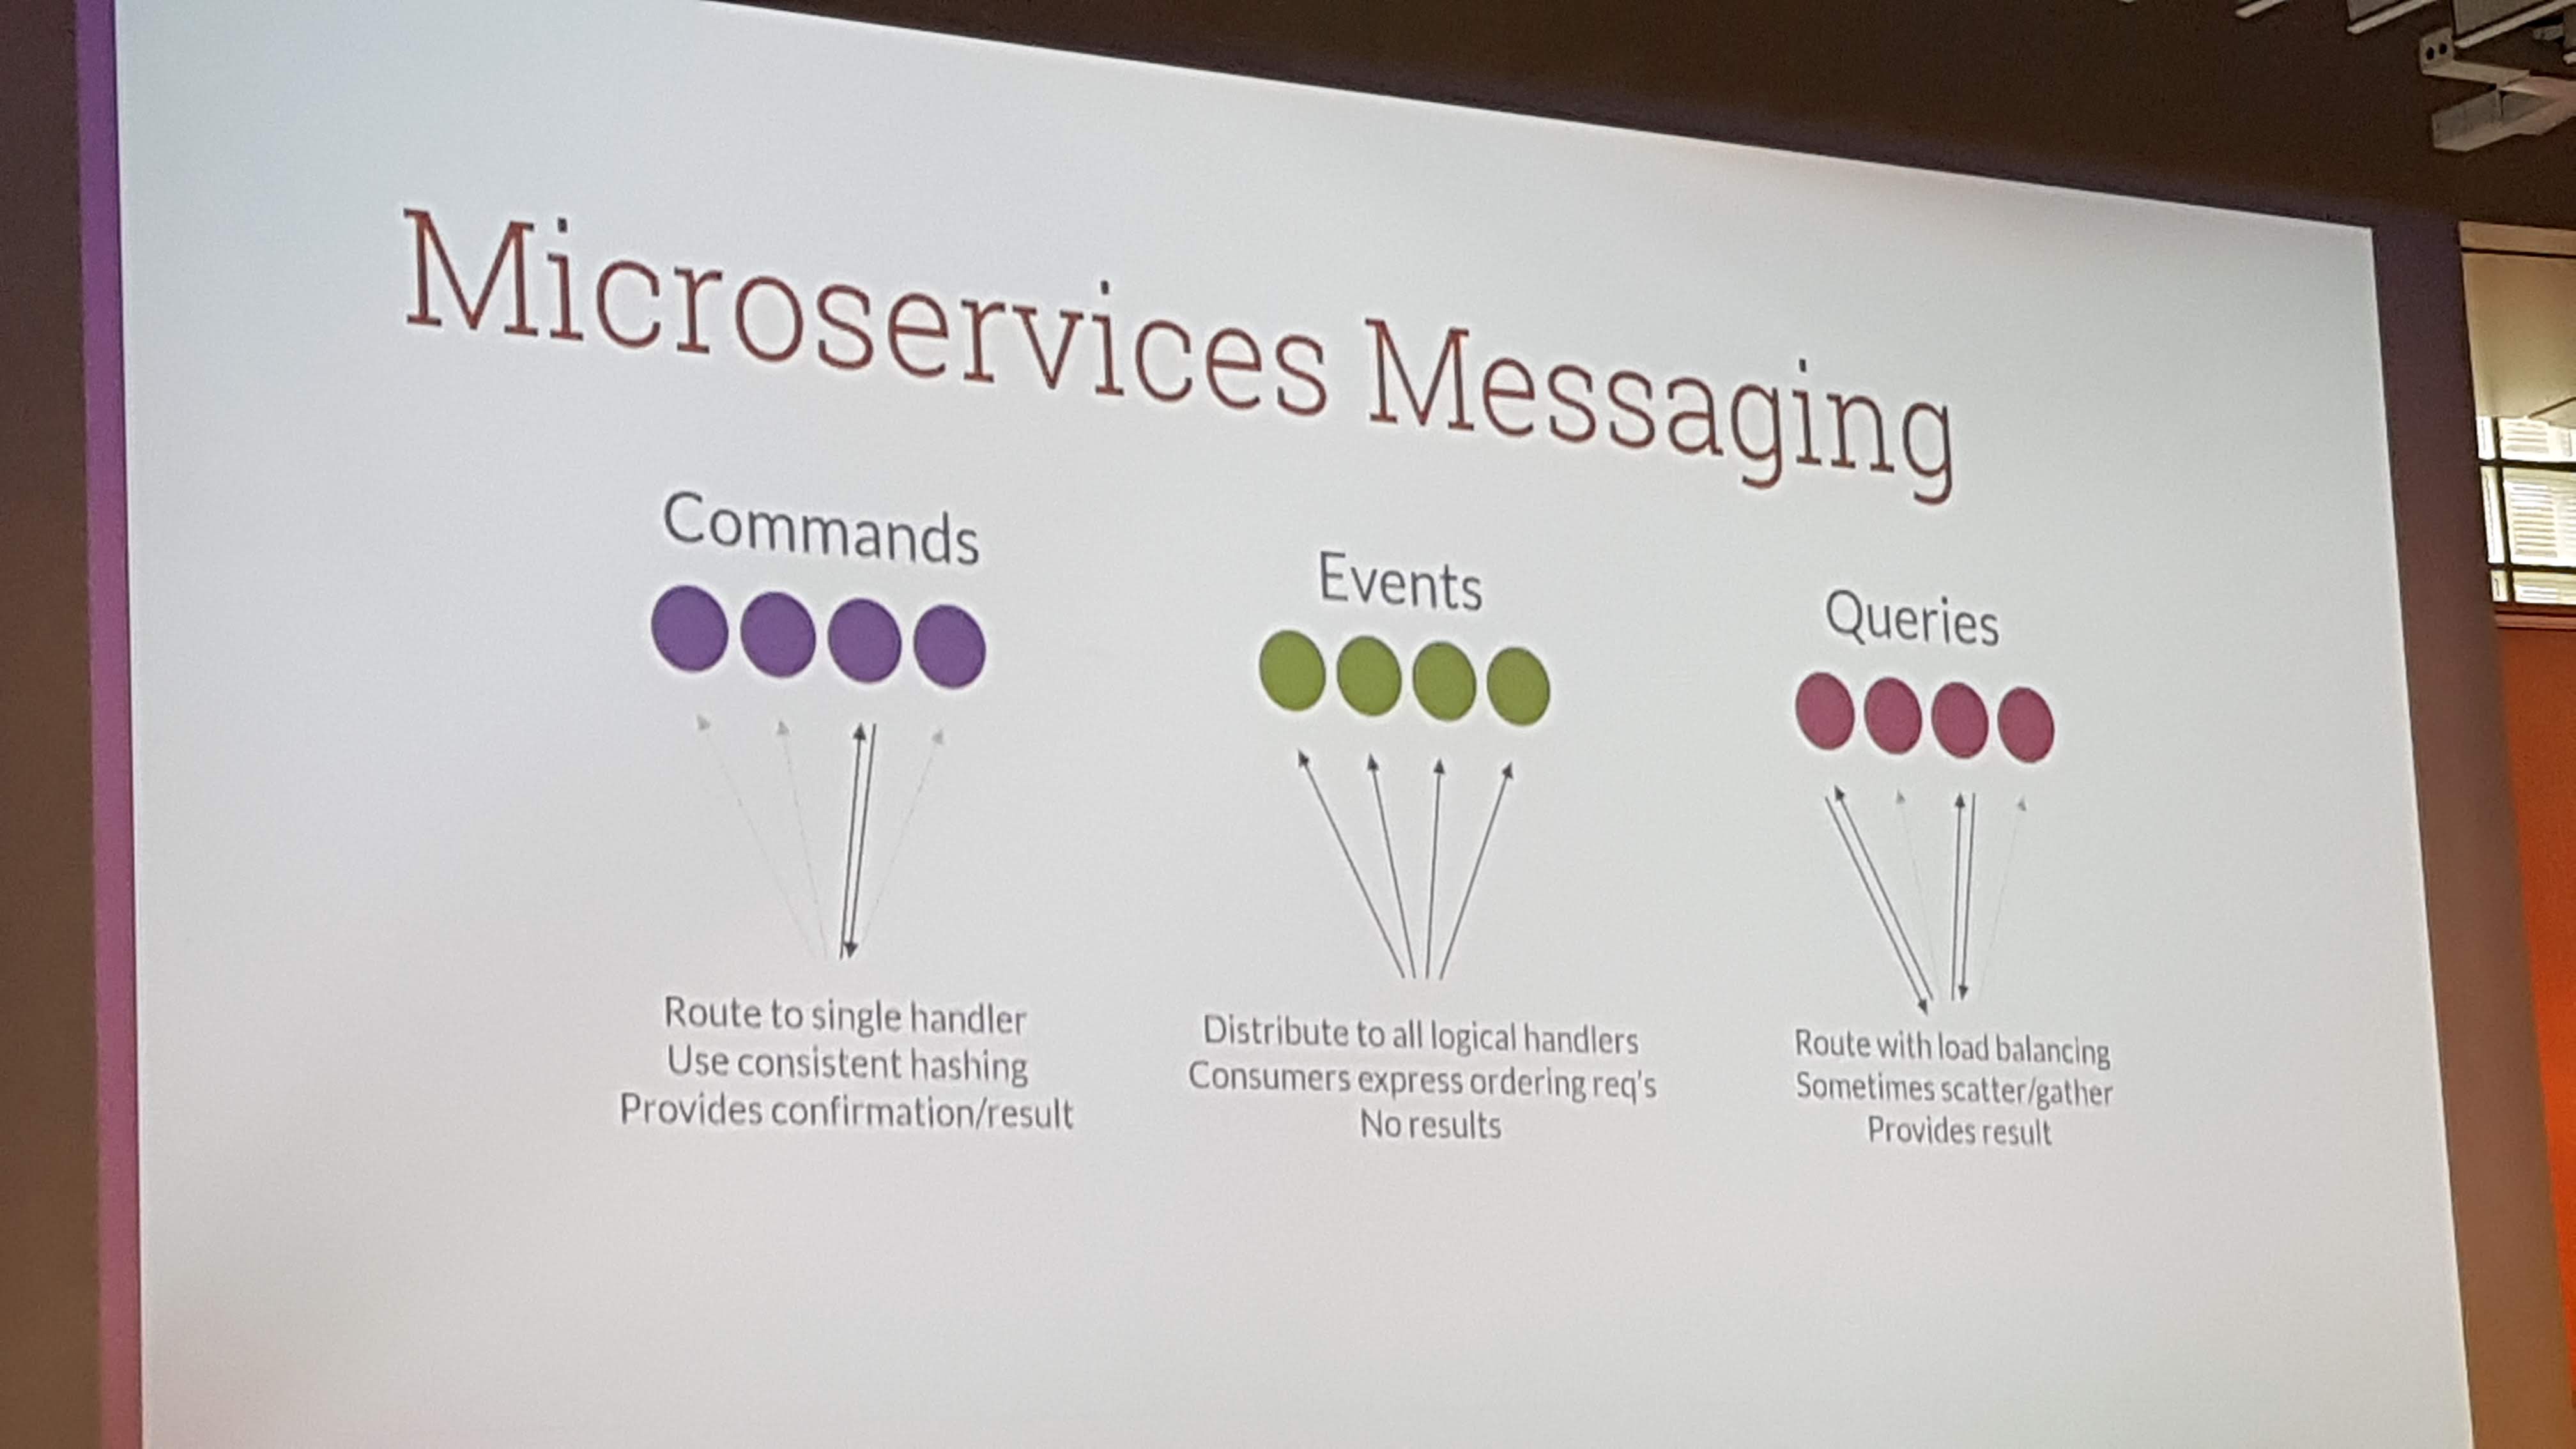 Microservices Messaging
Commands
Route to single handler
Use consistent hashing
Provides confirmation/result
Events
Distribute to all logical handlers
Consumers express ordering req's
No results
Queries
Route with load balancing
Sometimes scatter/gather
Provides result